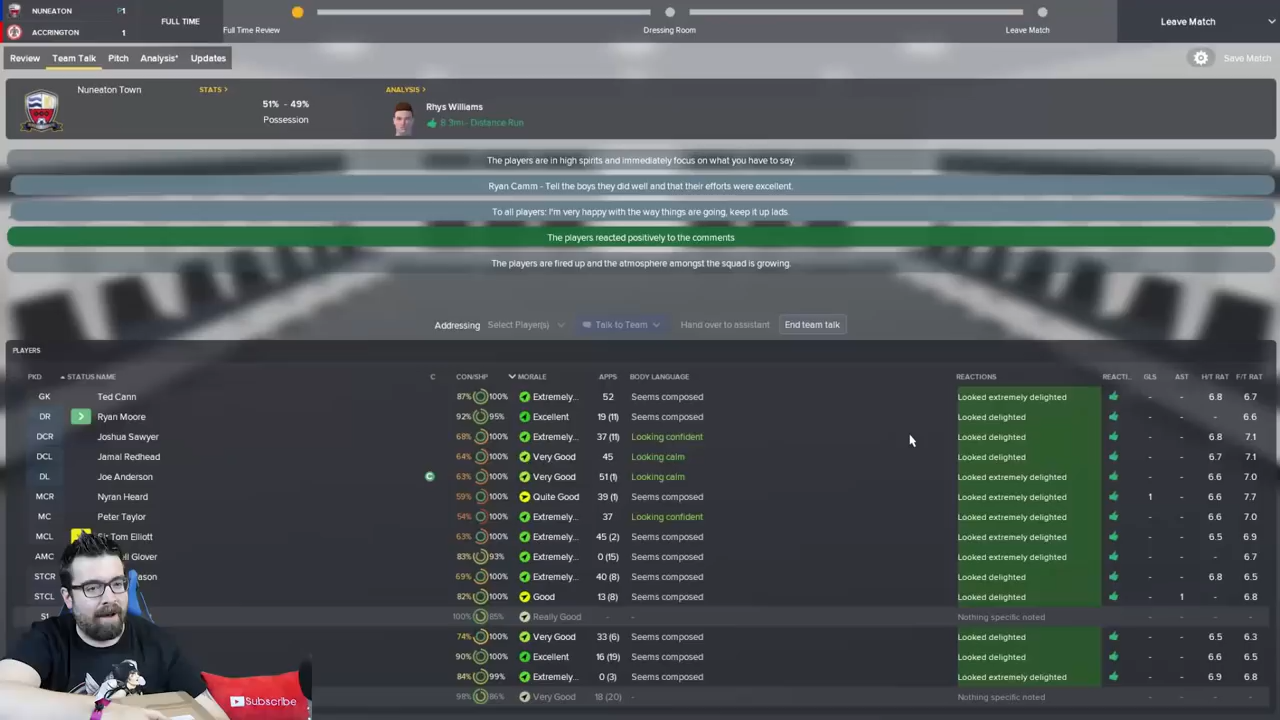 NUNEATON P1
ACCRINGTON 1
FULL TIME
Full Time Review
Dressing Room
Leave Match
Leave Match
Review Team Talk Pitch Analysis* Updates
Save Match
Nuneaton Town
STATS >
51% - 49%
Possession
ANALYSIS >
Rhys Williams
8.3mi - Distance Run
The players are in high spirits and immediately focus on what you have to say.
Ryan Camm - Tell the boys they did well and that their efforts were excellent.
To all players: I'm very happy with the way things are going, keep it up lads.
The players reacted positively to the comments
The players are fired up and the atmosphere amongst the squad is growing.
Addressing Select Player(s) Talk to Team Hand over to assistant End team talk
PLAYERS
PKD STATUS NAME C CON/SHP MORALE APPS BODY LANGUAGE REACTIONS REACTI... GLS AST H/T RAT F/T RAT
GK Ted Cann 87% 100% Extremely... 52 Seems composed Looked extremely delighted - - 6.8 6.7
DR Ryan Moore 92% 95% Excellent 19 (11) Seems composed Looked delighted - - 6.6
DCR Joshua Sawyer 68% 100% Extremely... 37 (11) Looking confident Looked delighted - - 6.8 7.1
DCL Jamal Redhead 64% 100% Very Good 45 Looking calm Looked delighted - - 6.7 7.1
DL Joe Anderson C 63% 100% Very Good 51 (1) Looking calm Looked extremely delighted - - 6.6 7.0
MCR Nyran Heard 59% 100% Quite Good 39 (1) Seems composed Looked extremely delighted 1 - 6.6 7.7
MC Peter Taylor 54% 100% Extremely... 37 Looking confident Looked extremely delighted - - 6.6 7.0
MCL Sir Tom Elliott 63% 100% Extremely... 45 (2) Seems composed Looked extremely delighted - - 6.5 6.9
AMC Glover 83% 93% Extremely... 0 (15) Seems composed Looked extremely delighted - - 6.7
STCR 69% 100% Extremely... 40 (8) Seems composed Looked delighted - - 6.8 6.5
STCL 82% 100% Good 13 (8) Seems composed Looked delighted - 1 6.8
S1 100% 85% Really Good - - Nothing specific noted - - - -
74% 100% Very Good 33 (6) Seems composed Looked delighted - - 6.5 6.3
90% 100% Excellent 16 (19) Seems composed Looked delighted - - 6.6 6.5
84% 99% Extremely... 0 (3) Seems composed Looked extremely delighted - - 6.9 6.8
98% 86% Very Good 18 (20) Nothing specific noted - - - -
Subscribe